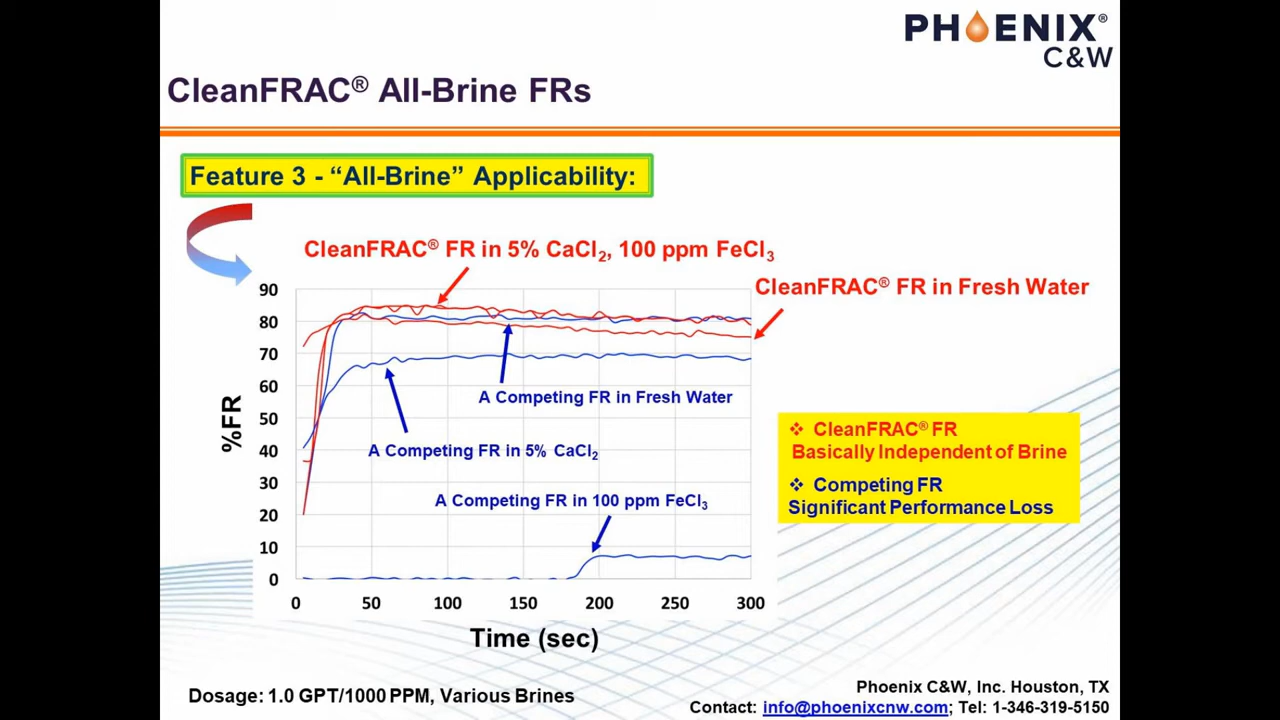 PHOENIX®
C&W
CleanFRAC® All-Brine FRs
Feature 3 - “All-Brine” Applicability:
CleanFRAC® FR in 5% CaCl₂, 100 ppm FeCl₃
CleanFRAC® FR in Fresh Water
90
80
70
60
50
40
30
20
10
0
%FR
A Competing FR in Fresh Water
A Competing FR in 5% CaCl₂
A Competing FR in 100 ppm FeCl₃
❖ CleanFRAC® FR
Basically Independent of Brine
❖ Competing FR
Significant Performance Loss
0 50 100 150 200 250 300
Time (sec)
Dosage: 1.0 GPT/1000 PPM, Various Brines
Phoenix C&W, Inc. Houston, TX
Contact: info@phoenixcnw.com; Tel: 1-346-319-5150